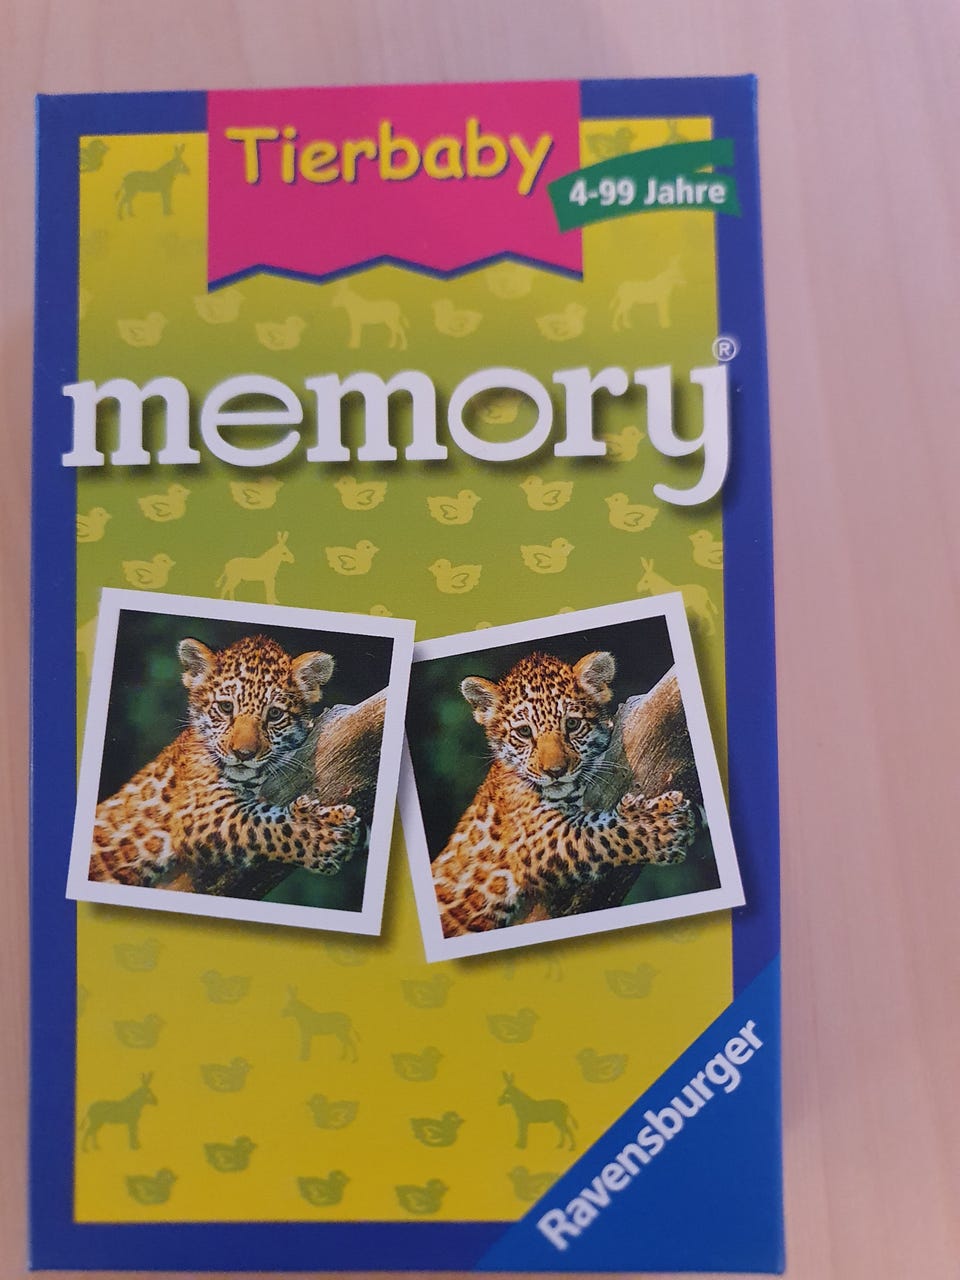 Tierbaby
4-99 Jahre
memory®
Ravensburger